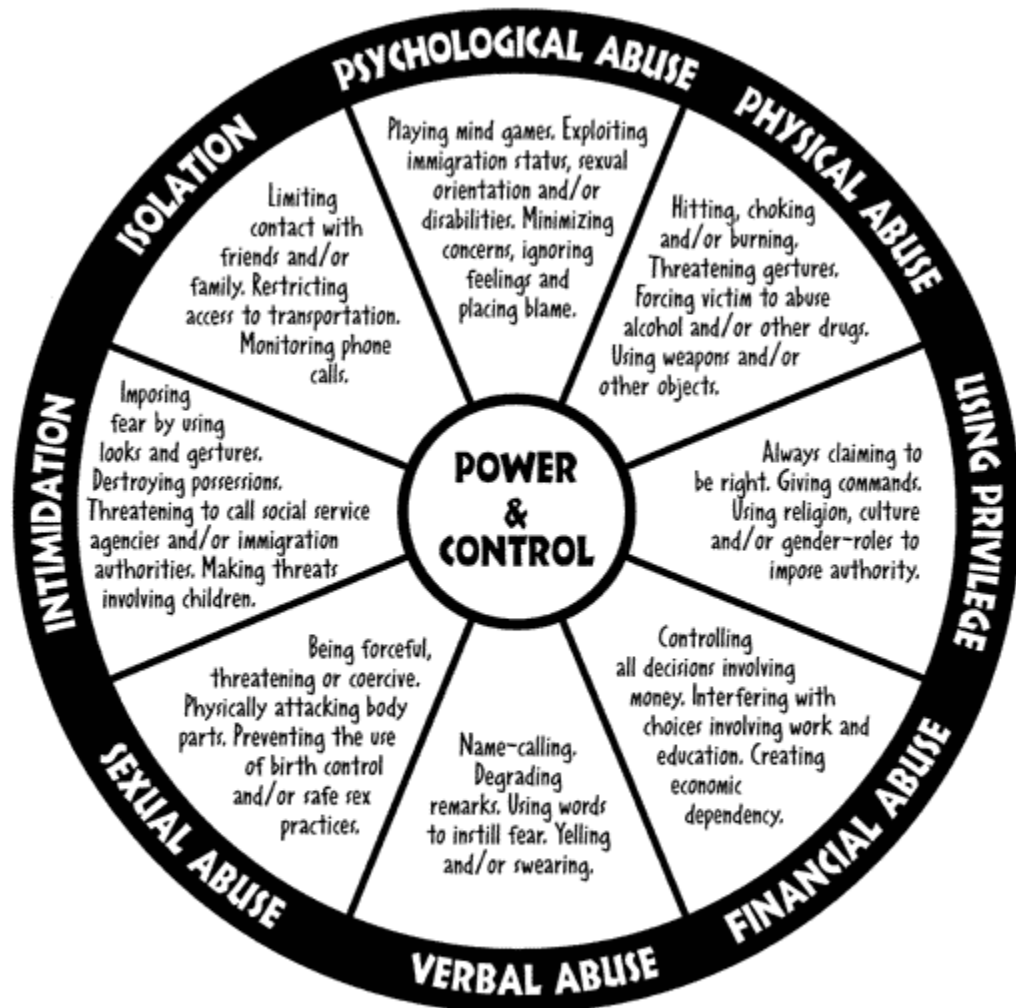 PSYCHOLOGICAL ABUSE
Playing mind games. Exploiting
immigration status, sexual
orientation and/or
disabilities. Minimizing
concerns, ignoring
feelings and
placing blame.
PHYSICAL ABUSE
Hitting, choking
and/or burning.
Threatening gestures.
Forcing victim to abuse
alcohol and/or other drugs.
Using weapons and/or
other objects.
USING PRIVILEGE
Always claiming to
be right. Giving commands.
Using religion, culture
and/or gender-roles to
impose authority.
FINANCIAL ABUSE
Controlling
all decisions involving
money. Interfering with
choices involving work and
education. Creating
economic
dependency.
VERBAL ABUSE
Name-calling.
Degrading
remarks. Using words
to instill fear. Yelling
and/or swearing.
SEXUAL ABUSE
Being forceful,
threatening or coercive.
Physically attacking body
parts. Preventing the use
of birth control
and/or safe sex
practices.
INTIMIDATION
Imposing
fear by using
looks and gestures.
Destroying possessions.
Threatening to call social service
agencies and/or immigration
authorities. Making threats
involving children.
ISOLATION
Limiting
contact with
friends and/or
family. Restricting
access to transportation.
Monitoring phone
calls.
POWER
&
CONTROL